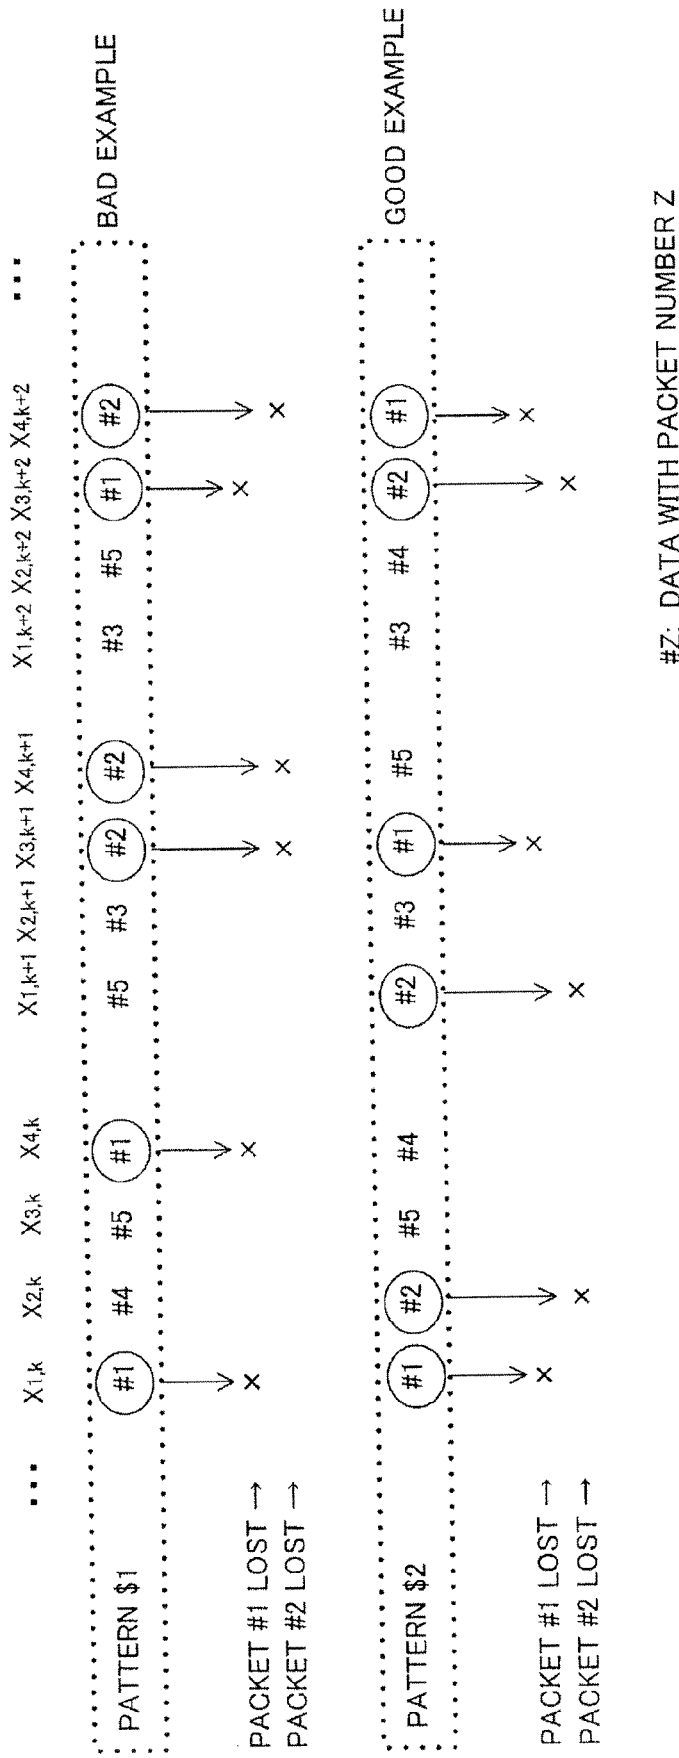 ... X1,k X2,k X3,k X4,k X1,k+1 X2,k+1 X3,k+1 X4,k+1 X1,k+2 X2,k+2 X3,k+2 X4,k+2 ...
PATTERN $1 #1 #4 #5 #1 #5 #3 #2 #2 #3 #5 #1 #2 BAD EXAMPLE
PACKET #1 LOST → × × ×
PACKET #2 LOST → × × ×
PATTERN $2 #1 #2 #5 #4 #2 #3 #1 #5 #3 #4 #2 #1 GOOD EXAMPLE
PACKET #1 LOST → × × ×
PACKET #2 LOST → × × ×
#Z: DATA WITH PACKET NUMBER Z